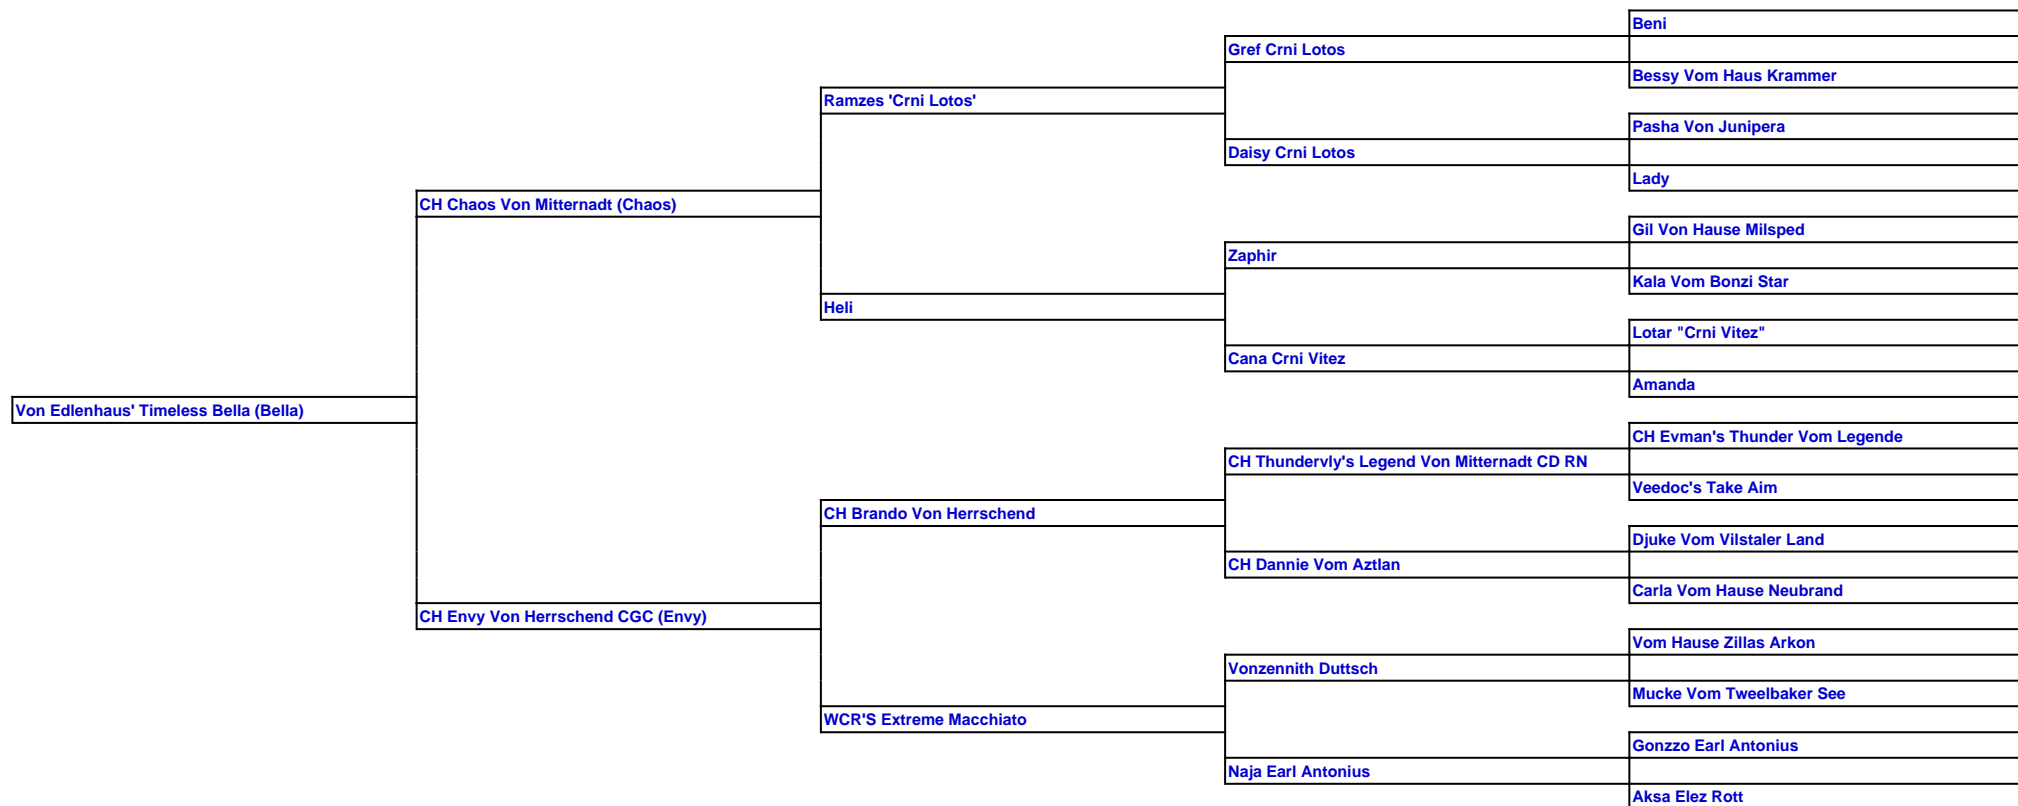 Beni
Gref Crni Lotos
Bessy Vom Haus Krammer
Ramzes 'Crni Lotos'
Pasha Von Junipera
Daisy Crni Lotos
Lady
CH Chaos Von Mitternadt (Chaos)
Gil Von Hause Milsped
Zaphir
Kala Vom Bonzi Star
Heli
Lotar "Crni Vitez"
Cana Crni Vitez
Amanda
Von Edlenhaus' Timeless Bella (Bella)
CH Evman's Thunder Vom Legende
CH Thundervly's Legend Von Mitternadt CD RN
Veedoc's Take Aim
CH Brando Von Herrschend
Djuke Vom Vilstaler Land
CH Dannie Vom Aztlan
Carla Vom Hause Neubrand
CH Envy Von Herrschend CGC (Envy)
Vom Hause Zillas Arkon
Vonzennith Duttsch
Mucke Vom Tweelbaker See
WCR'S Extreme Macchiato
Gonzzo Earl Antonius
Naja Earl Antonius
Aksa Elez Rott